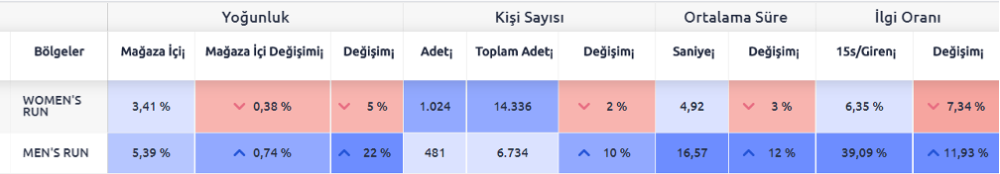 Yoğunluk Kişi Sayısı Ortalama Süre İlgi Oranı
Bölgeler Mağaza İçi¡ Mağaza İçi Değişimi¡ Değişim¡ Adet¡ Toplam Adet¡ Değişim¡ Saniye¡ Değişim¡ 15s/Giren¡ Değişim¡
WOMEN'S
RUN
3,41 % 0,38 % 5 % 1.024 14.336 2 % 4,92 3 % 6,35 % 7,34 %
MEN'S RUN 5,39 % 0,74 % 22 % 481 6.734 10 % 16,57 12 % 39,09 % 11,93 %